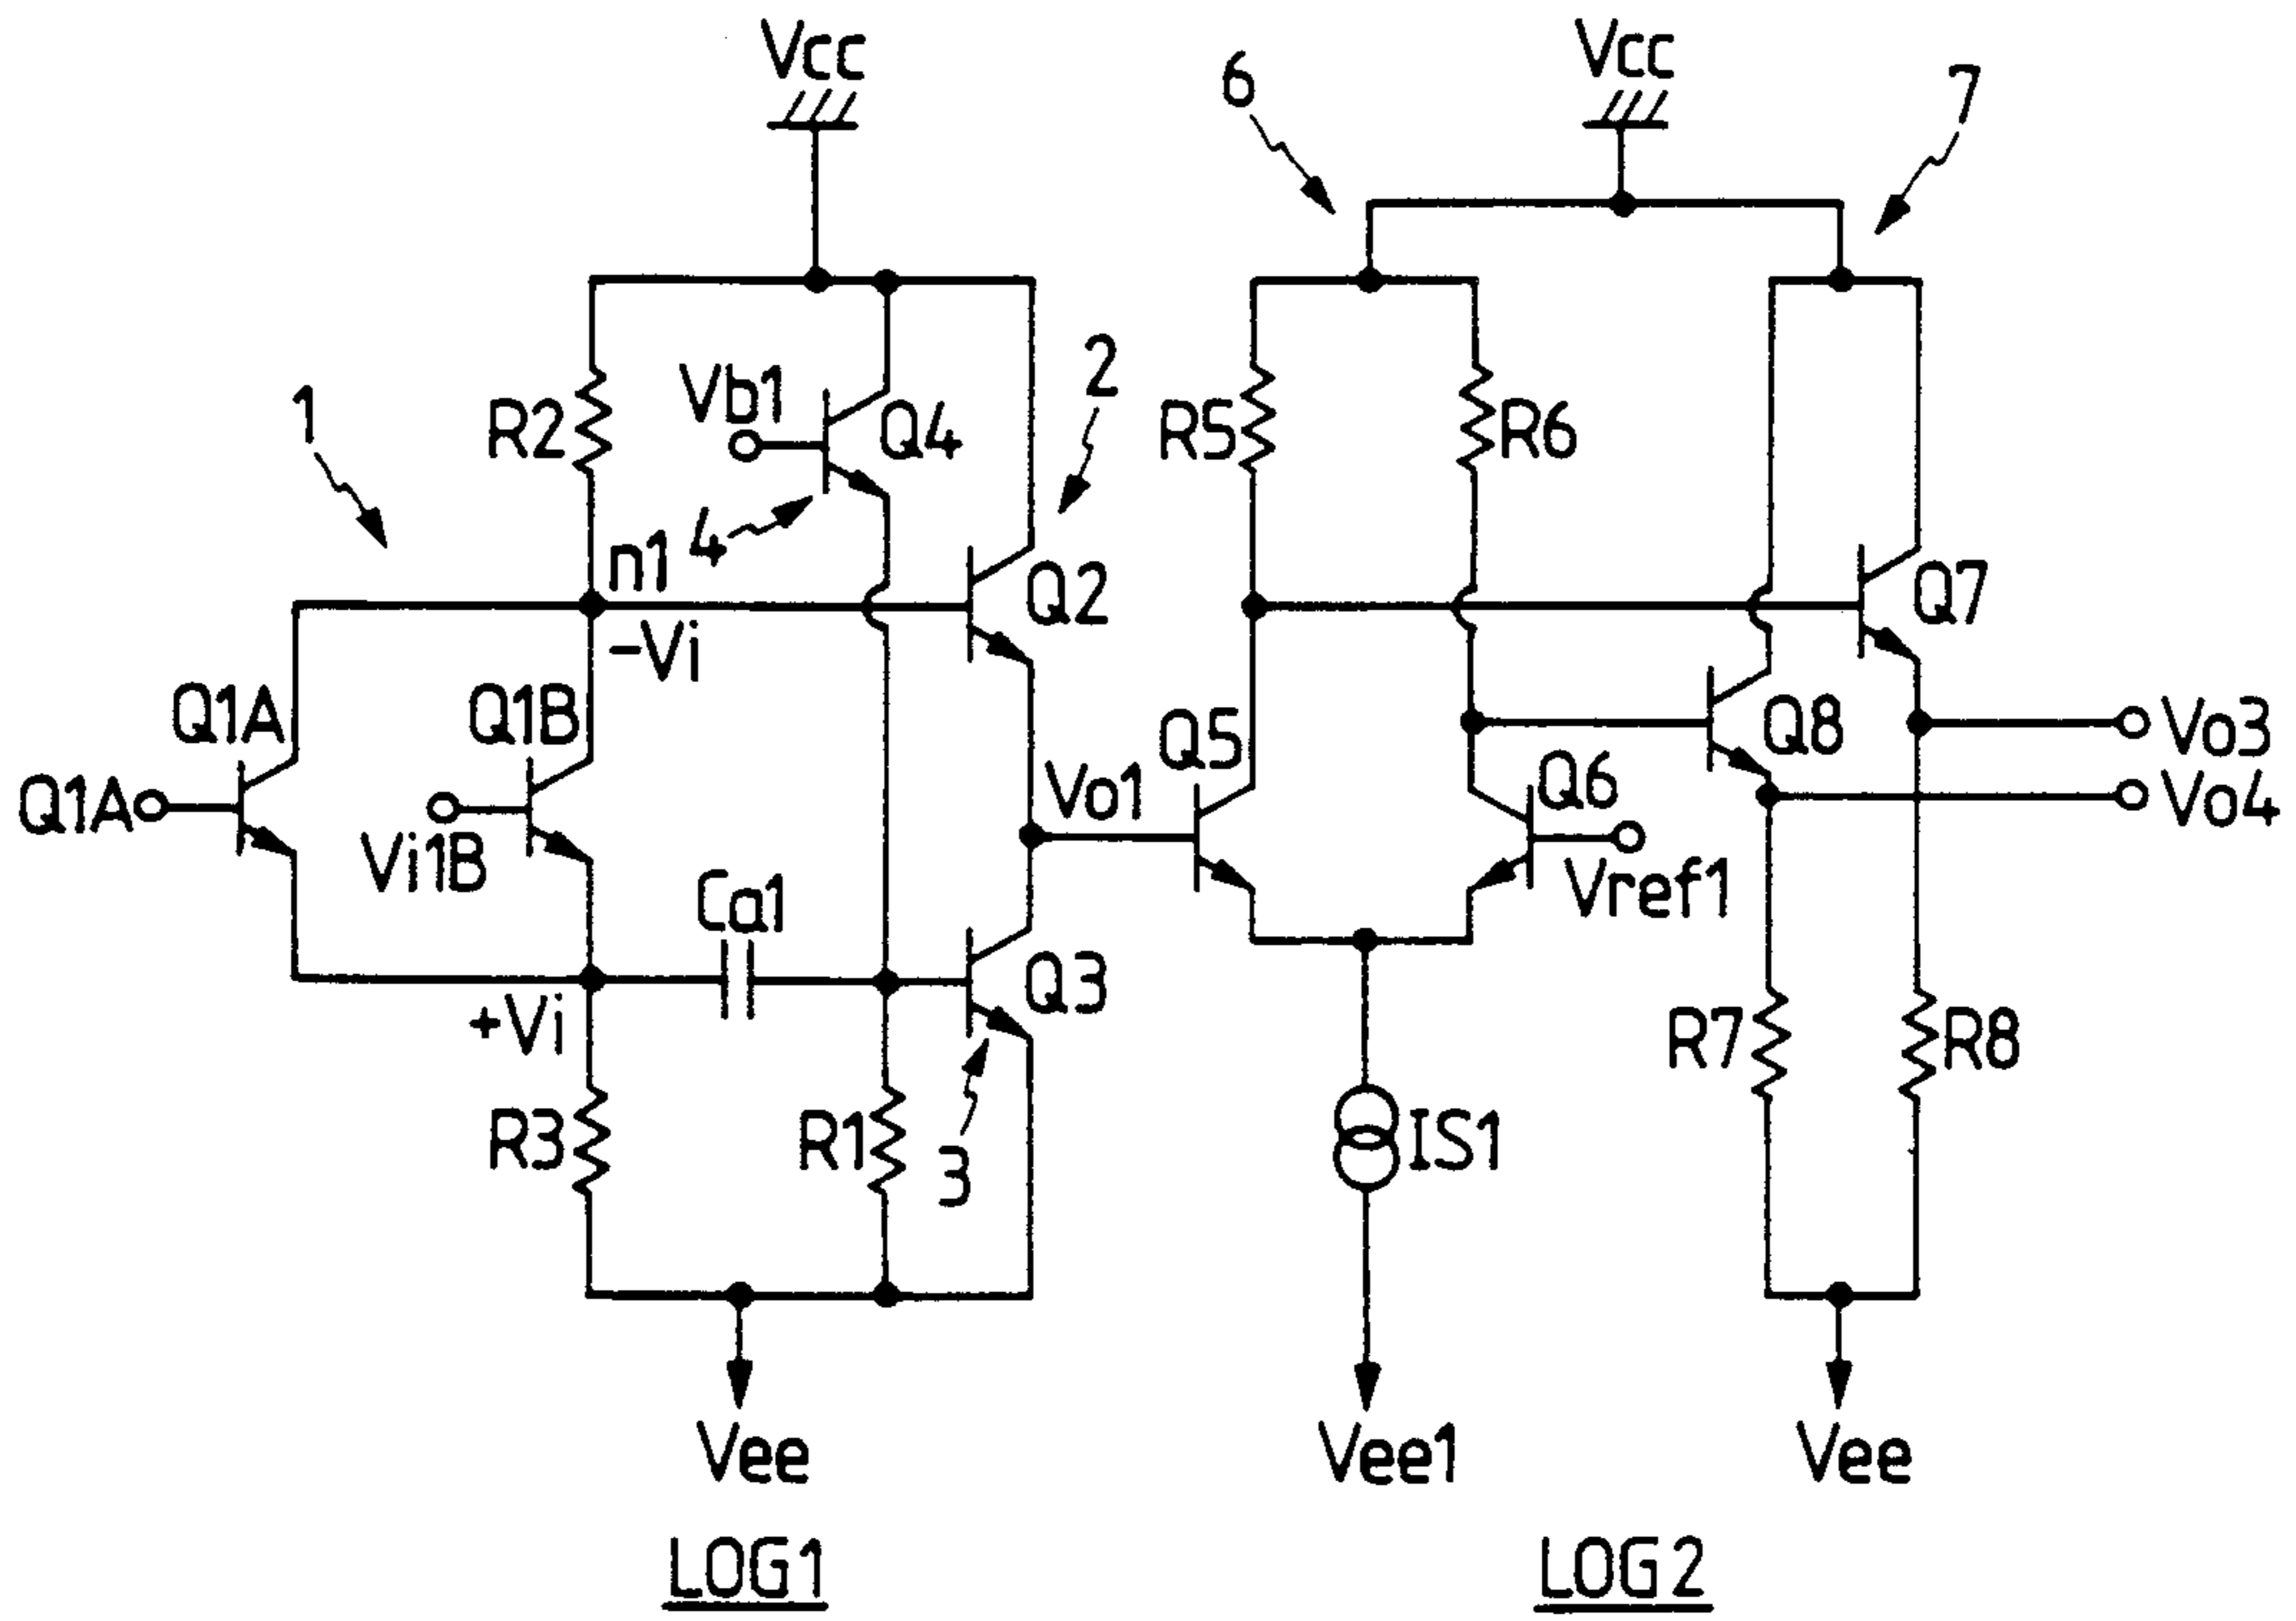 Vcc
Vcc
6
7
2
Vb1
1
R2
Q4
R5
R6
4
n1
Q2
Q7
-Vi
Q1A
Q1B
Q5
Q8
Vo3
Q1A
Vo1
Q6
Vo4
Vi1B
Ca1
Vref1
Q3
+Vi
R7
R8
R3
R1
3
IS1
Vee
Vee1
Vee
LOG1
LOG2